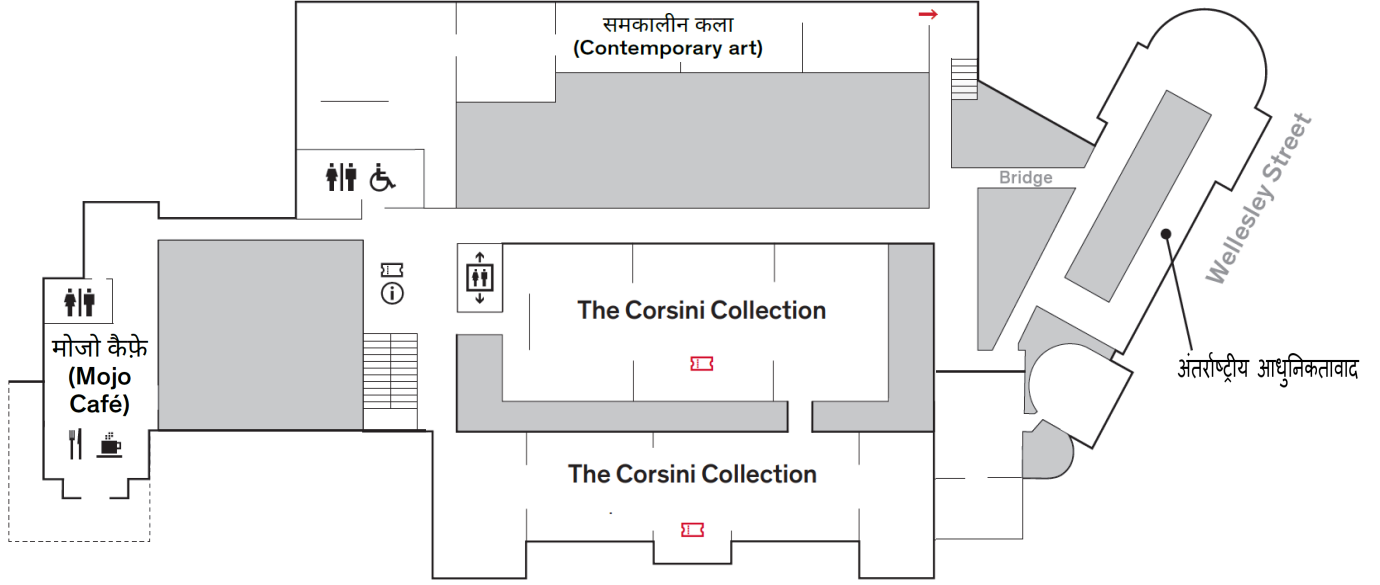 समकालीन कला
(Contemporary art)
Bridge
Wellesley Street
The Corsini Collection
मोजो कैफ़े
(Mojo
Café)
अंतर्राष्ट्रीय आधुनिकतावाद
The Corsini Collection